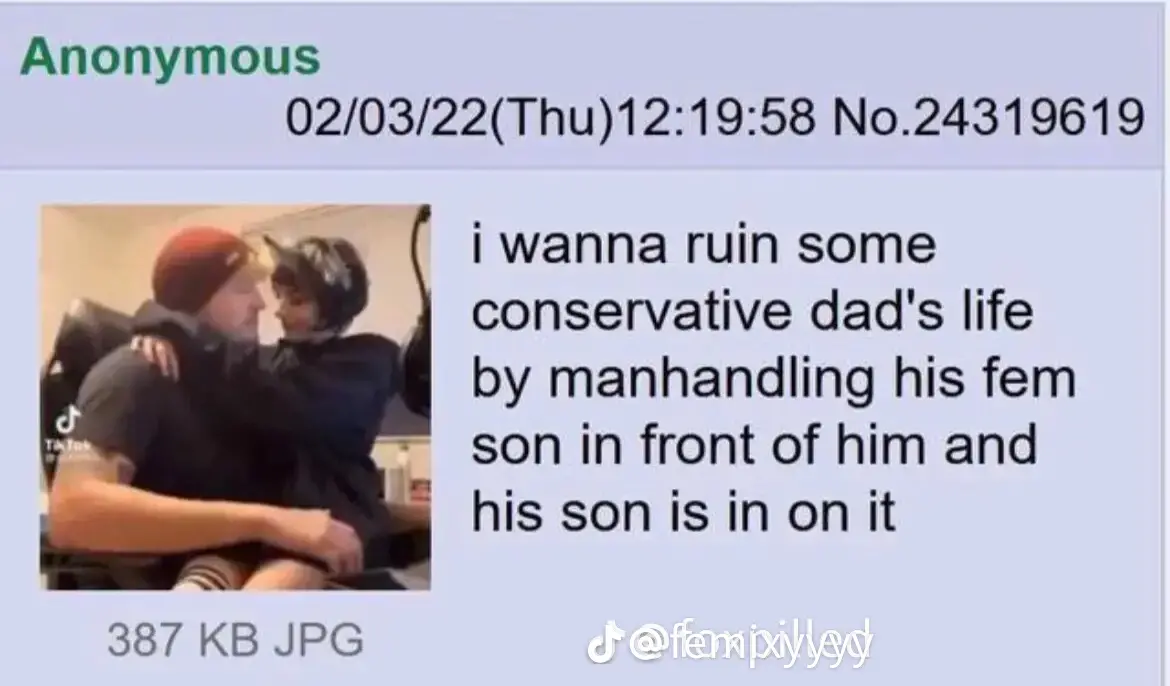 Anonymous
02/03/22(Thu)12:19:58 No.24319619
i wanna ruin some
conservative dad's life
by manhandling his fem
son in front of him and
his son is in on it
TikTok
387 KB JPG